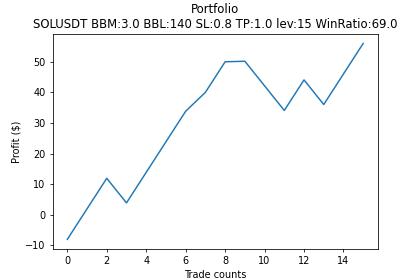 Portfolio
SOLUSDT BBM:3.0 BBL:140 SL:0.8 TP:1.0 lev:15 WinRatio:69.0
50
40
30
20
10
0
−10
Profit ($)
0 2 4 6 8 10 12 14
Trade counts